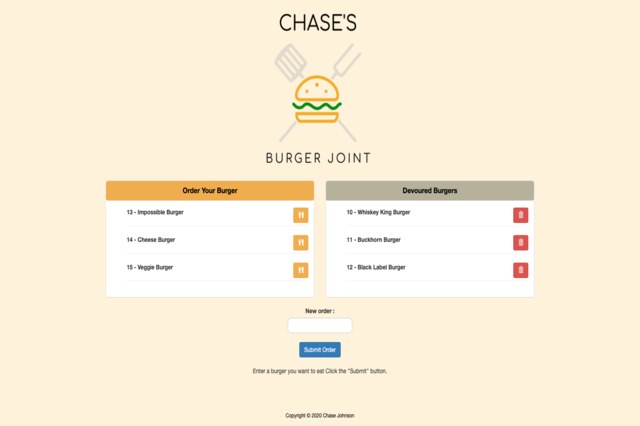 CHASE'S
BURGER JOINT
Order Your Burger
13 - Impossible Burger
14 - Cheese Burger
15 - Veggie Burger
Devoured Burgers
10 - Whiskey King Burger
11 - Buckhorn Burger
12 - Black Label Burger
New order :
Submit Order
Enter a burger you want to eat Click the "Submit" button.
Copyright © 2020 Chase Johnson